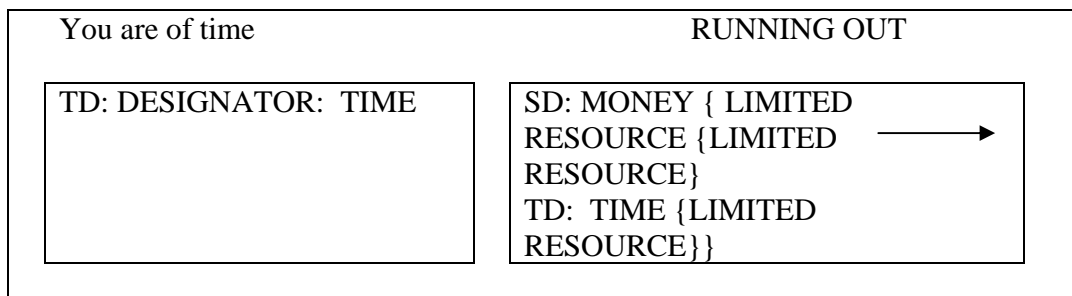 You are of time RUNNING OUT
TD: DESIGNATOR: TIME
SD: MONEY { LIMITED
RESOURCE {LIMITED
RESOURCE}
TD: TIME {LIMITED
RESOURCE}}